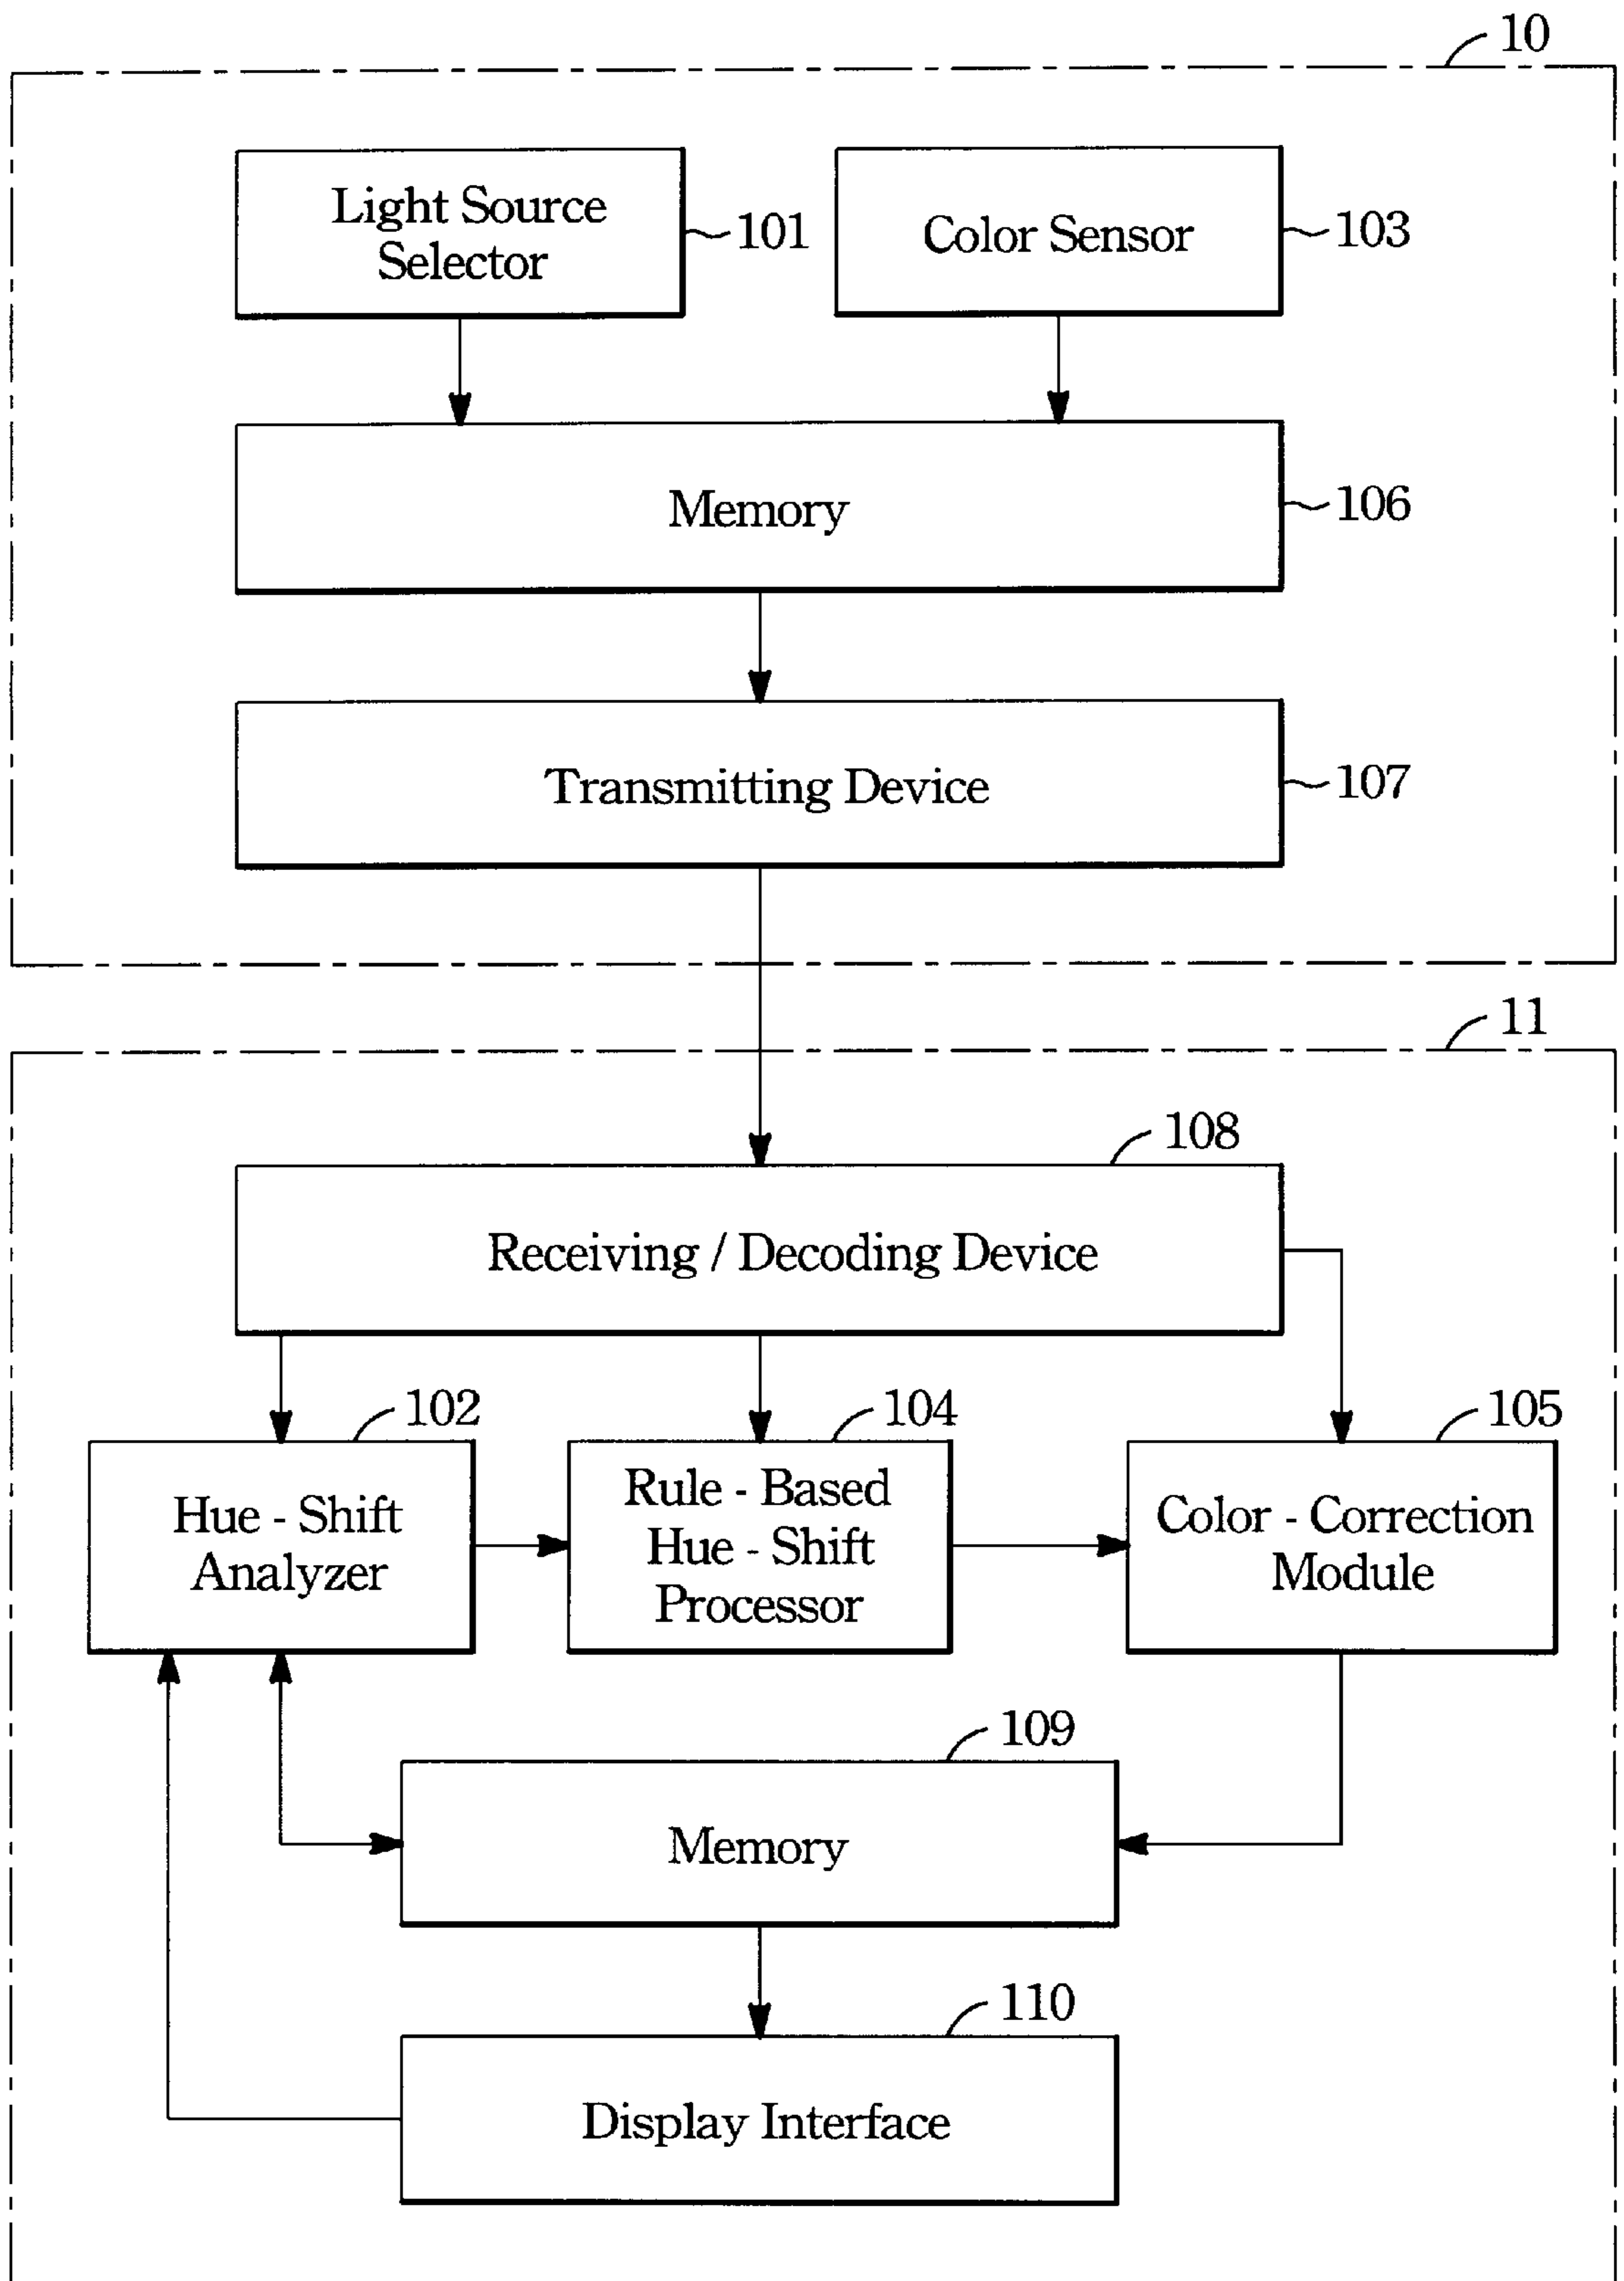 10
Light Source
Selector
101
Color Sensor
103
Memory
106
Transmitting Device
107
11
108
Receiving / Decoding Device
102
104
105
Hue - Shift
Analyzer
Rule - Based
Hue - Shift
Processor
Color - Correction
Module
109
Memory
110
Display Interface